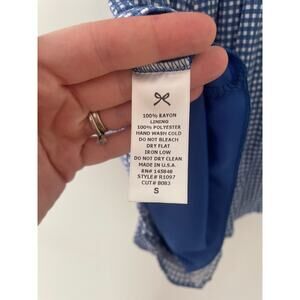 100% RAYON
LINING
100% POLYESTER
HAND WASH COLD
DO NOT BLEACH
DRY FLAT
IRON LOW
DO NOT DRY CLEAN
MADE IN U.S.A.
RN# 145848
STYLE# R1097
CUT# 8083
S